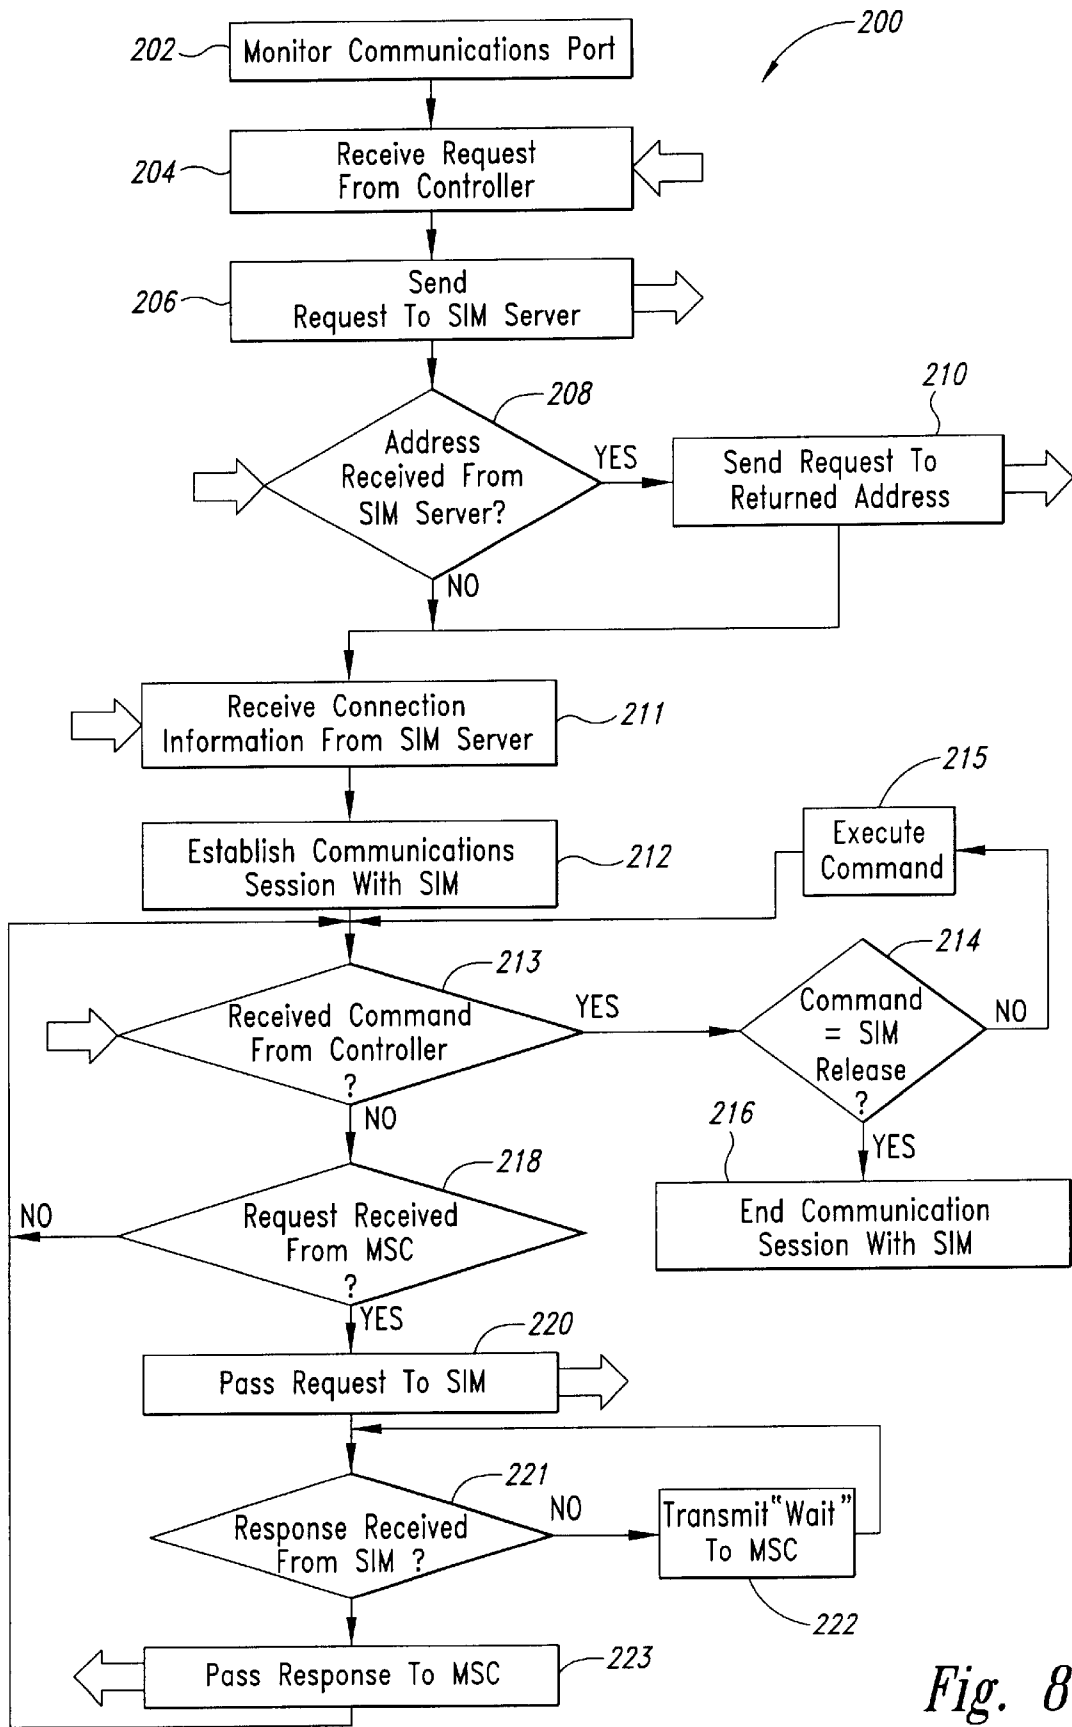 200
202
Monitor Communications Port
204
Receive Request
From Controller
206
Send
Request To SIM Server
208
Address
Received From
SIM Server?
YES
NO
210
Send Request To
Returned Address
Receive Connection
Information From SIM Server
211
Establish Communications
Session With SIM
212
215
Execute
Command
213
Received Command
From Controller
?
YES
NO
214
Command
= SIM
Release
?
NO
YES
216
End Communication
Session With SIM
218
Request Received
From MSC
?
NO
YES
220
Pass Request To SIM
221
Response Received
From SIM ?
NO
Transmit "Wait"
To MSC
222
Pass Response To MSC
223
Fig. 8